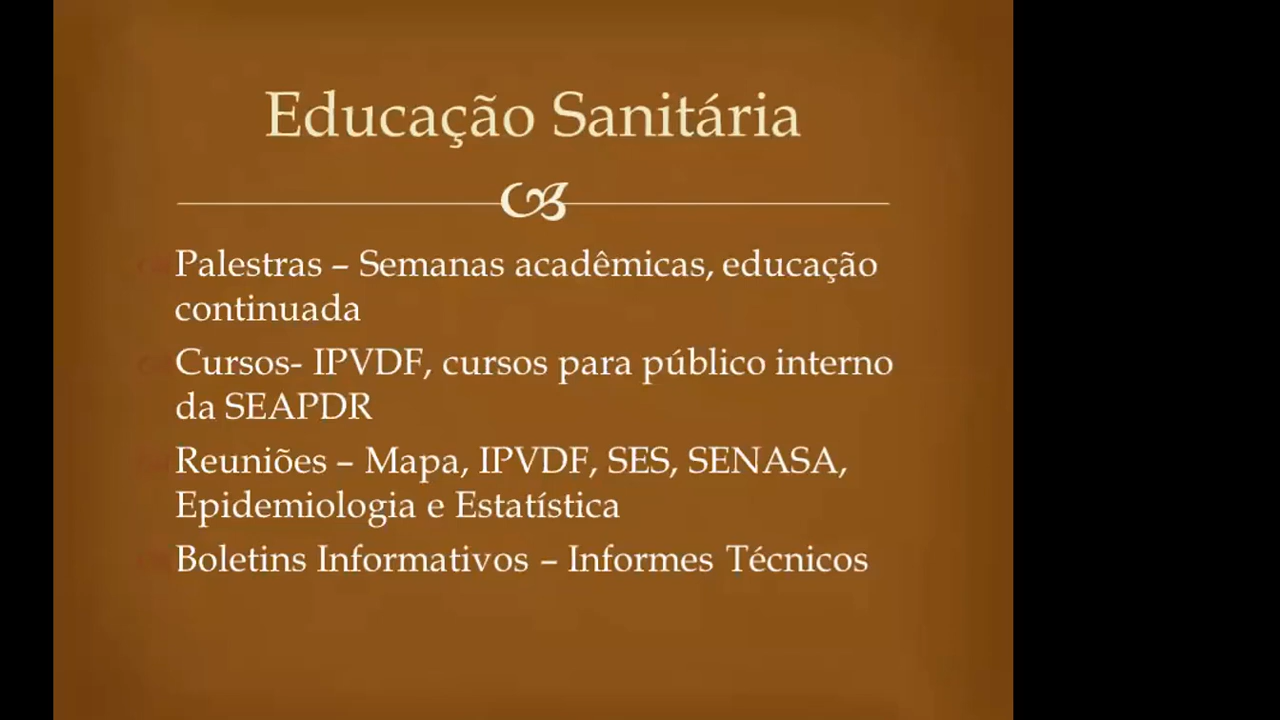 Educação Sanitária
Palestras – Semanas acadêmicas, educação
continuada
Cursos- IPVDF, cursos para público interno
da SEAPDR
Reuniões – Mapa, IPVDF, SES, SENASA,
Epidemiologia e Estatística
Boletins Informativos – Informes Técnicos